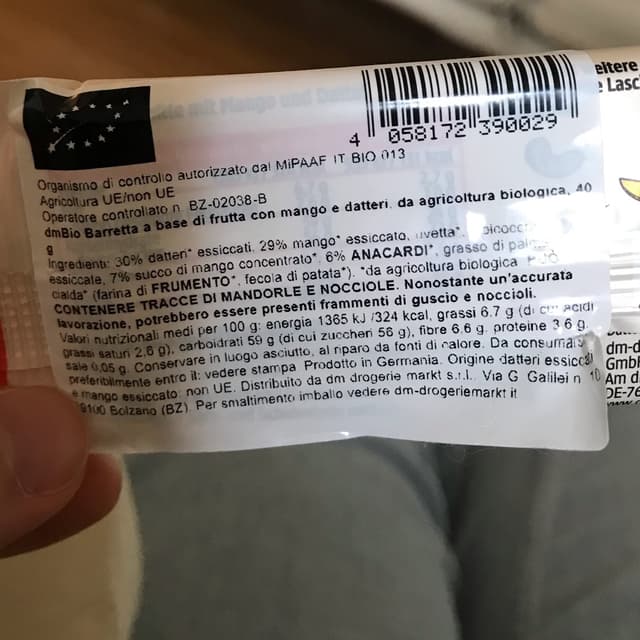 4 058172 390029
Organismo di controllo autorizzato dal MiPAAF IT BIO 013
Agricoltura UE/non UE
Operatore controllato n. BZ-02038-B
dmBio Barretta a base di frutta con mango e datteri, da agricoltura biologica, 40
g
Ingredienti: 30% datteri* essiccati, 29% mango* essiccato, uvetta*,
essiccate, 7% succo di mango concentrato*, 6% ANACARDI*, grasso di
cialda* (farina di FRUMENTO*, fecola di patata*). *da agricoltura biologica
CONTENERE TRACCE DI MANDORLE E NOCCIOLE. Nonostante un'accurata
lavorazione, potrebbero essere presenti frammenti di guscio e noccioli.
Valori nutrizionali medi per 100 g: energia 1365 kJ /324 kcal, grassi 6.7 g (di cui acidi
grassi saturi 2,6 g), carboidrati 59 g (di cui zuccheri 56 g), fibre 6.6 g, proteine 3.6 g,
sale 0,05 g. Conservare in luogo asciutto, al riparo da fonti di calore. Da consumarsi
preferibilmente entro il: vedere stampa. Prodotto in Germania. Origine datteri essiccati
e mango essiccato: non UE. Distribuito da dm drogerie markt s.r.l. Via G. Galilei n. 10
39100 Bolzano (BZ). Per smaltimento imballo vedere dm-drogeriemarkt it
eltere
e Lasc
dm-d
GmbH
Am d
DE-76